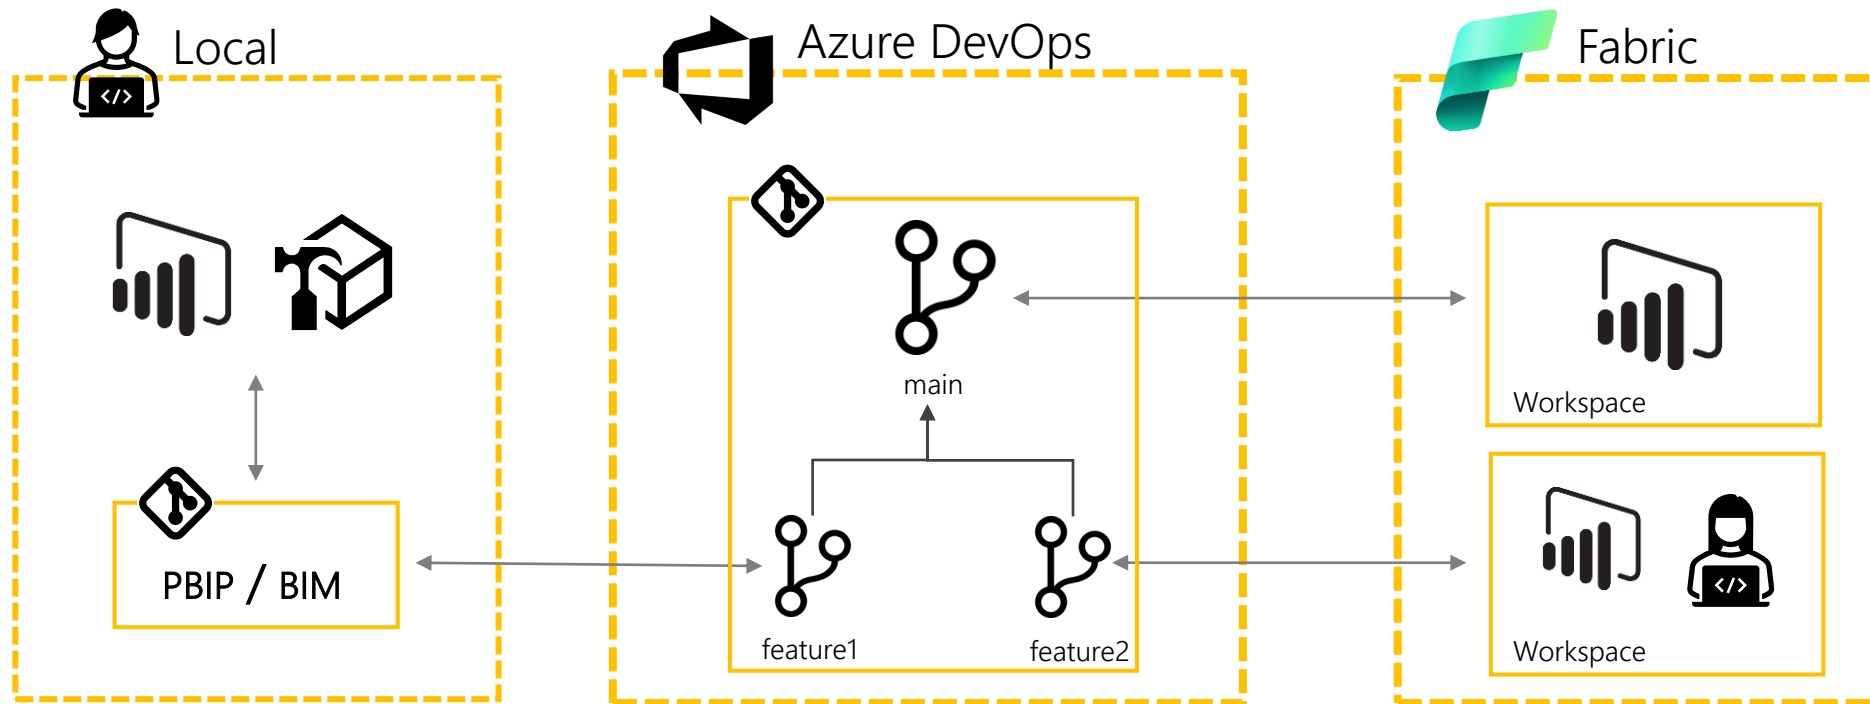 Local
Azure DevOps
Fabric
</>
main
Workspace
PBIP / BIM
feature1
feature2
</>
Workspace